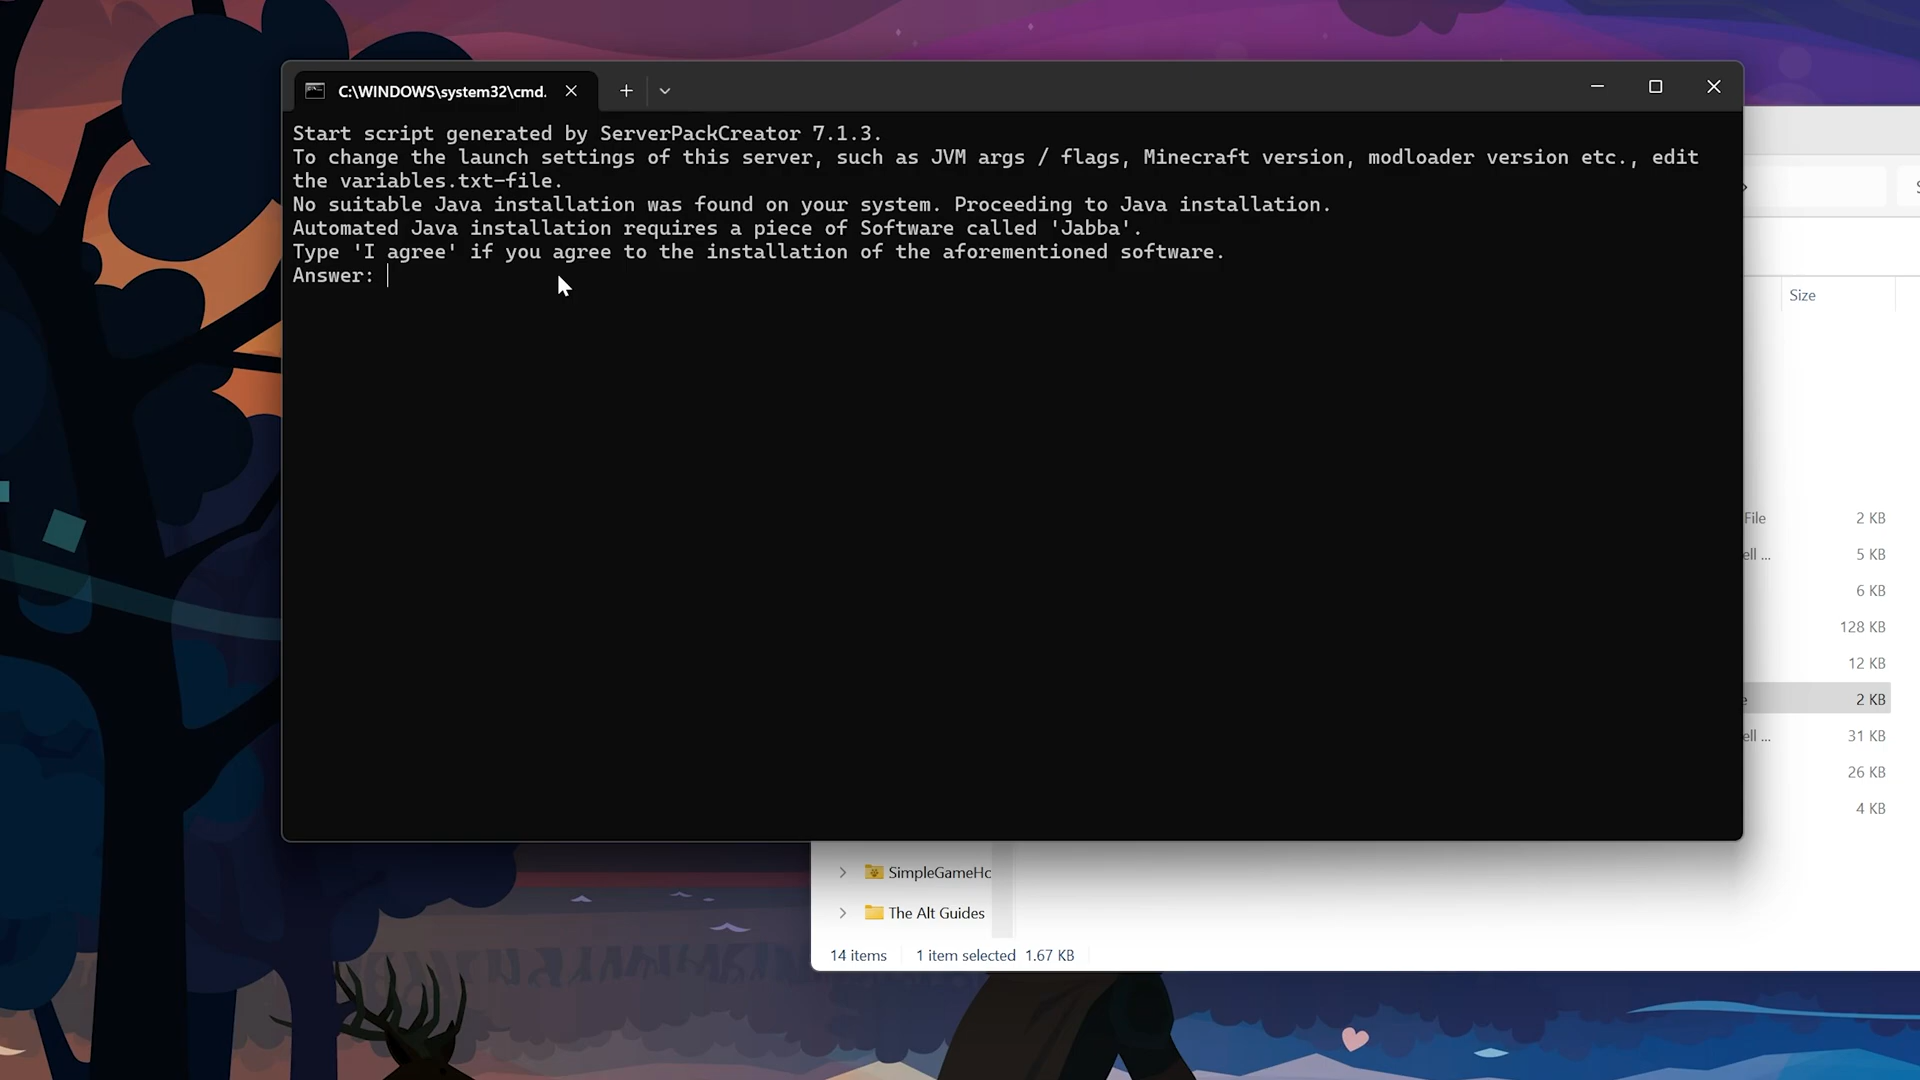 C:\WINDOWS\system32\cmd.
Start script generated by ServerPackCreator 7.1.3.
To change the launch settings of this server, such as JVM args / flags, Minecraft version, modloader version etc., edit
the variables.txt-file.
No suitable Java installation was found on your system. Proceeding to Java installation.
Automated Java installation requires a piece of Software called 'Jabba'.
Type 'I agree' if you agree to the installation of the aforementioned software.
Answer:
Size
File 2 KB
ell ... 5 KB
6 KB
128 KB
12 KB
2 KB
ell ... 31 KB
26 KB
4 KB
SimpleGameHo
The Alt Guides
14 items 1 item selected 1.67 KB